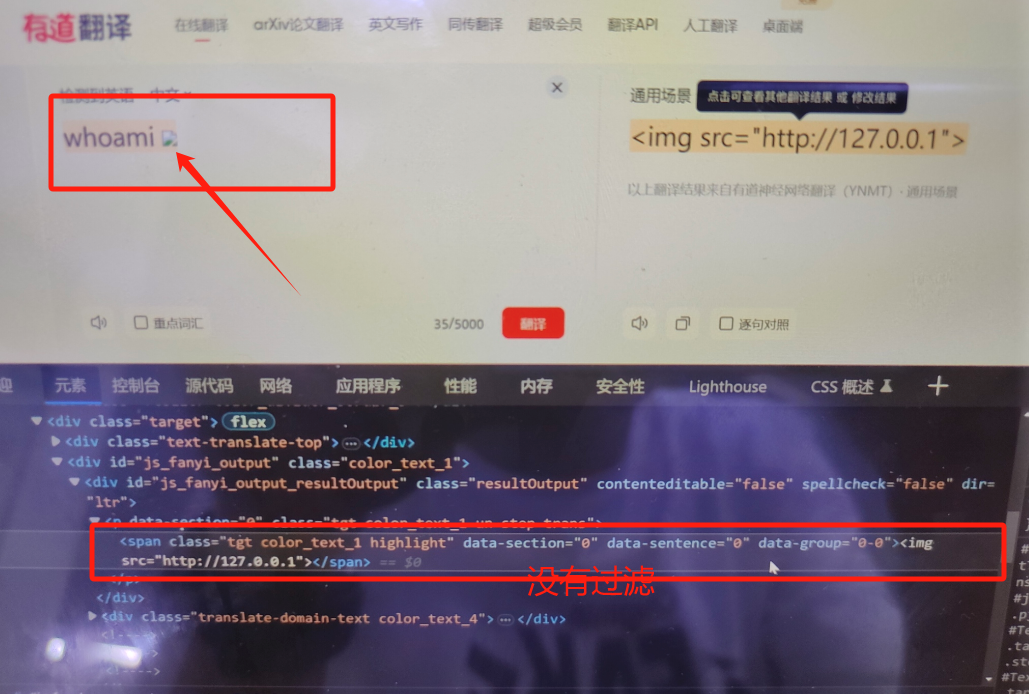 有道翻译 在线翻译 arXiv论文翻译 英文写作 同传翻译 超级会员 翻译API 人工翻译 桌面端
检测到英语 中文
通用场景 点击可查看其他翻译结果 或 修改结果
whoami
<img src="http://127.0.0.1">
以上翻译结果来自有道神经网络翻译（YNMT）· 通用场景
重点词汇 35/5000 翻译 逐句对照
迎 元素 控制台 源代码 网络 应用程序 性能 内存 安全性 Lighthouse CSS 概述
<div class="target"> flex
<div class="text-translate-top"> … </div>
<div id="js_fanyi_output" class="color_text_1">
<div id="js_fanyi_output_resultOutput" class="resultOutput" contenteditable="false" spellcheck="false" dir=
"ltr">
<p data-section="0" class="tgt color_text_1
<span class="tgt color_text_1 highlight" data-section="0" data-sentence="0" data-group="0-0"><img
src="http://127.0.0.1"></span> == $0
没有过滤
</p>
</div>
<div class="translate-domain-text color_text_4"> … </div>
<!---->